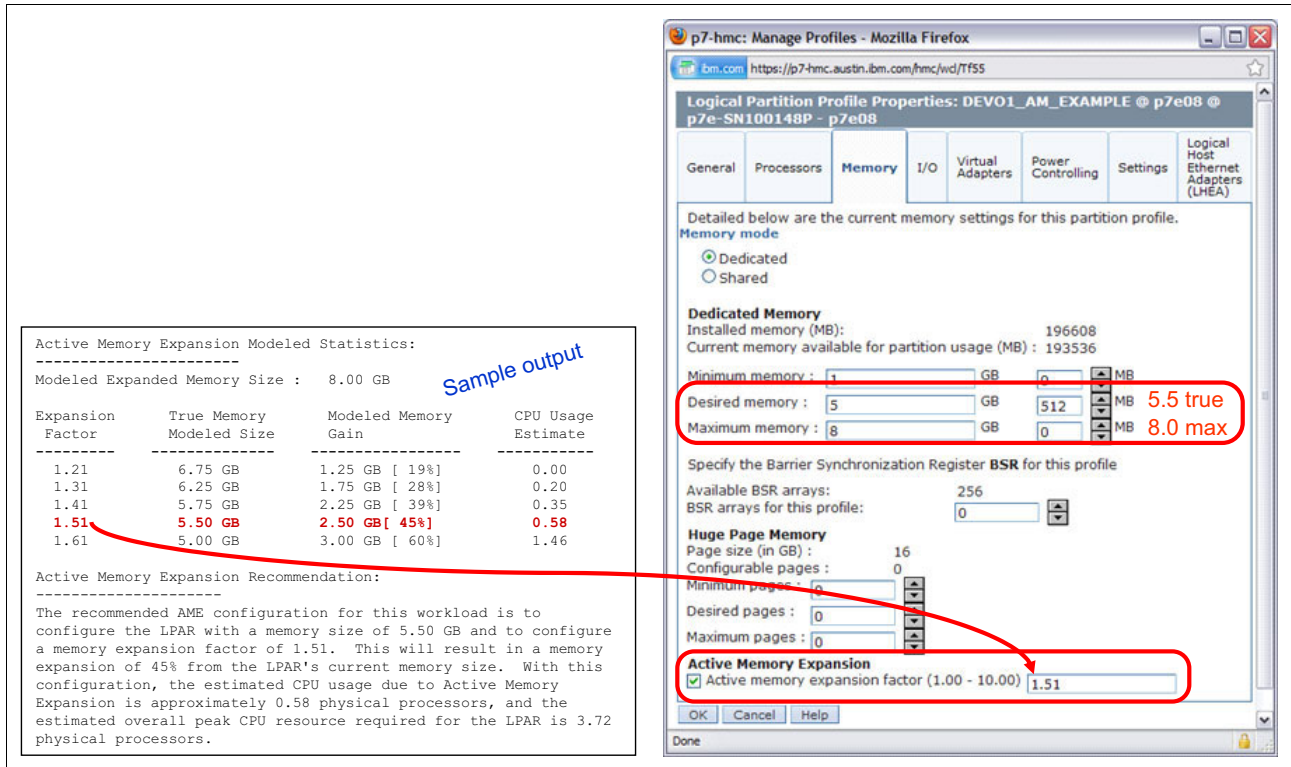 Active Memory Expansion Modeled Statistics:
-----------------------
Modeled Expanded Memory Size :   8.00 GB
Sample output
Expansion   True Memory   Modeled Memory   CPU Usage
Factor   Modeled Size   Gain   Estimate
---------   --------------   -----------------   -----------
1.21   6.75 GB   1.25 GB [ 19%]   0.00
1.31   6.25 GB   1.75 GB [ 28%]   0.20
1.41   5.75 GB   2.25 GB [ 39%]   0.35
1.51   5.50 GB   2.50 GB[ 45%]   0.58
1.61   5.00 GB   3.00 GB [ 60%]   1.46
Active Memory Expansion Recommendation:
---------------------
The recommended AME configuration for this workload is to
configure the LPAR with a memory size of 5.50 GB and to configure
a memory expansion factor of 1.51.  This will result in a memory
expansion of 45% from the LPAR's current memory size.  With this
configuration, the estimated CPU usage due to Active Memory
Expansion is approximately 0.58 physical processors, and the
estimated overall peak CPU resource required for the LPAR is 3.72
physical processors.
p7-hmc: Manage Profiles - Mozilla Firefox
ibm.com https://p7-hmc.austin.ibm.com/hmc/wcl/Tf55
Logical Partition Profile Properties: DEVO1_AM_EXAMPLE @ p7e08 @
p7e-SN100148P - p7e08
General
Processors
Memory
I/O
Virtual
Adapters
Power
Controlling
Settings
Logical
Host
Ethernet
Adapters
(LHEA)
Detailed below are the current memory settings for this partition profile.
Memory mode
Dedicated
Shared
Dedicated Memory
Installed memory (MB): 196608
Current memory available for partition usage (MB) : 193536
Minimum memory : 1 GB 0 MB
Desired memory : 5 GB 512 MB 5.5 true
Maximum memory : 8 GB 0 MB 8.0 max
Specify the Barrier Synchronization Register BSR for this profile
Available BSR arrays: 256
BSR arrays for this profile: 0
Huge Page Memory
Page size (in GB) : 16
Configurable pages : 0
Minimum pages : 0
Desired pages : 0
Maximum pages : 0
Active Memory Expansion
Active memory expansion factor (1.00 - 10.00) 1.51
OK Cancel Help
Done